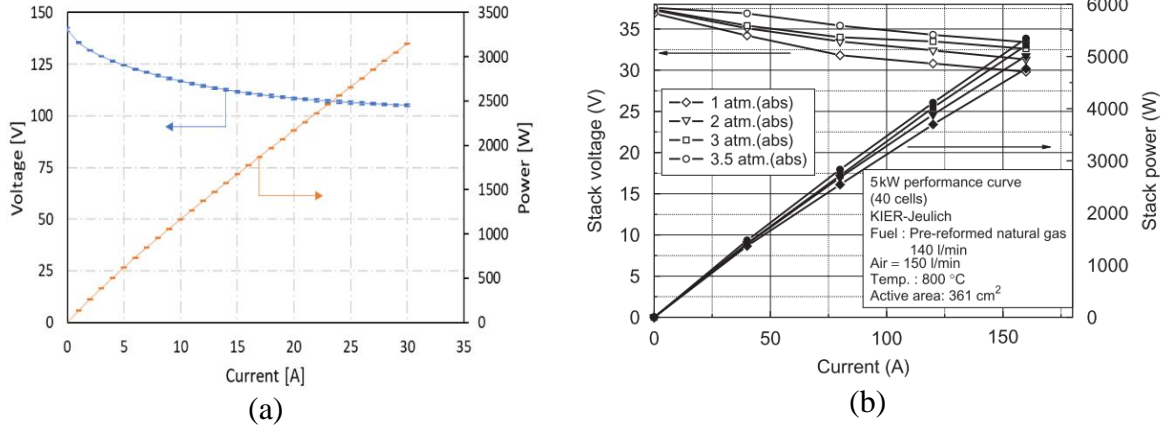 150
125
100
75
50
25
0
Voltage [V]
3500
3000
2500
2000
1500
1000
500
0
Power [W]
0 5 10 15 20 25 30 35
Current [A]
(a)
35
30
25
20
15
10
5
0
Stack voltage (V)
1 atm.(abs)
2 atm.(abs)
3 atm.(abs)
3.5 atm.(abs)
5 kW performance curve
(40 cells)
KIER-Jeulich
Fuel : Pre-reformed natural gas
140 l/min
Air = 150 l/min
Temp. : 800 °C
Active area: 361 cm²
6000
5000
4000
3000
2000
1000
0
Stack power (W)
0 50 100 150
Current (A)
(b)